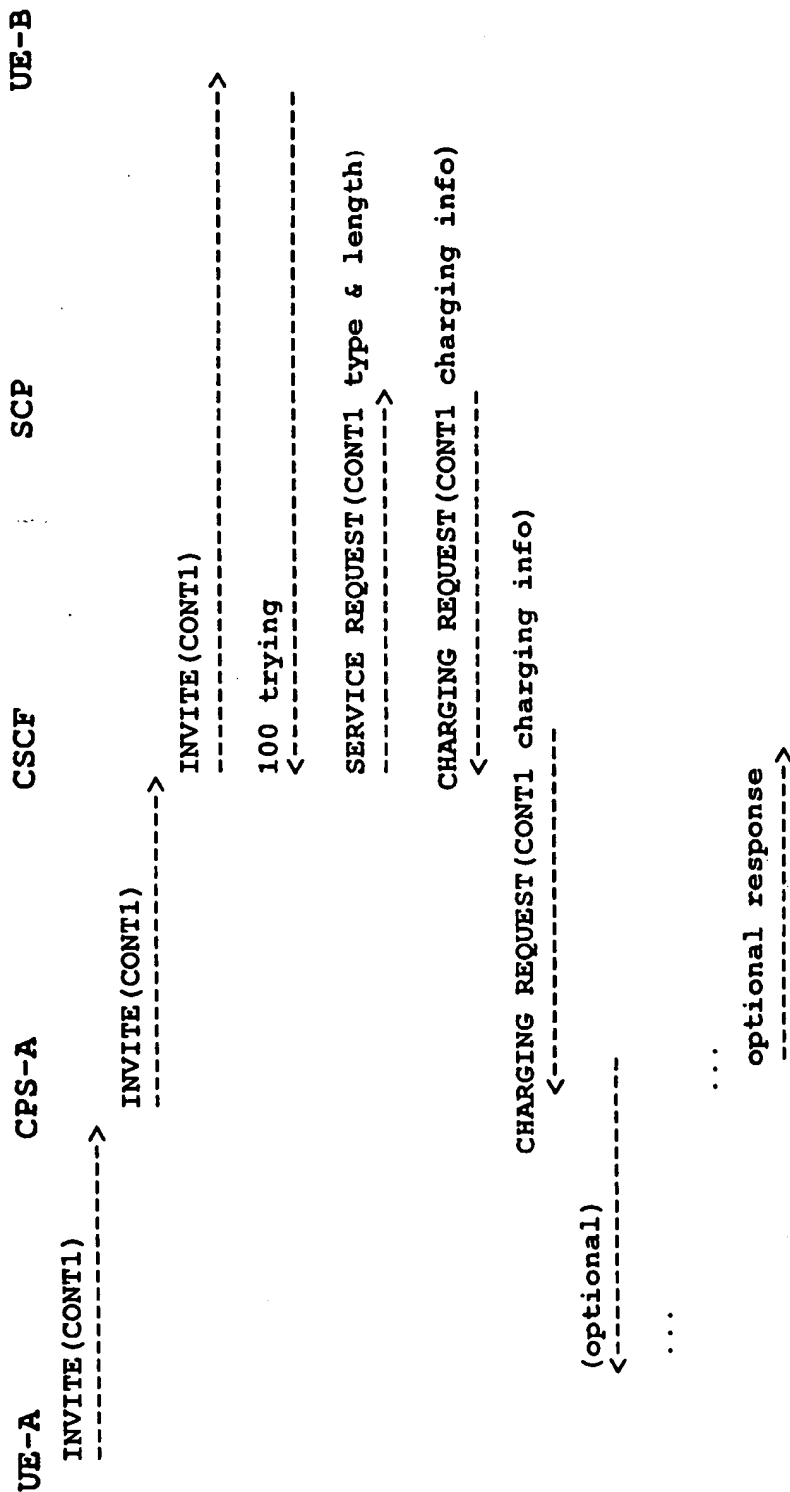 UE-A CPS-A CSCF SCP UE-B
INVITE(CONT1)
------------------>
INVITE(CONT1)
------------------>
INVITE(CONT1)
------------------------------------->
100 trying
<-------------------------------------
SERVICE REQUEST(CONT1 type & length)
------------------->
CHARGING REQUEST(CONT1 charging info)
<-------------------
CHARGING REQUEST(CONT1 charging info)
<-------------------
(optional)
<-----------------
...
...
optional response
----------------->